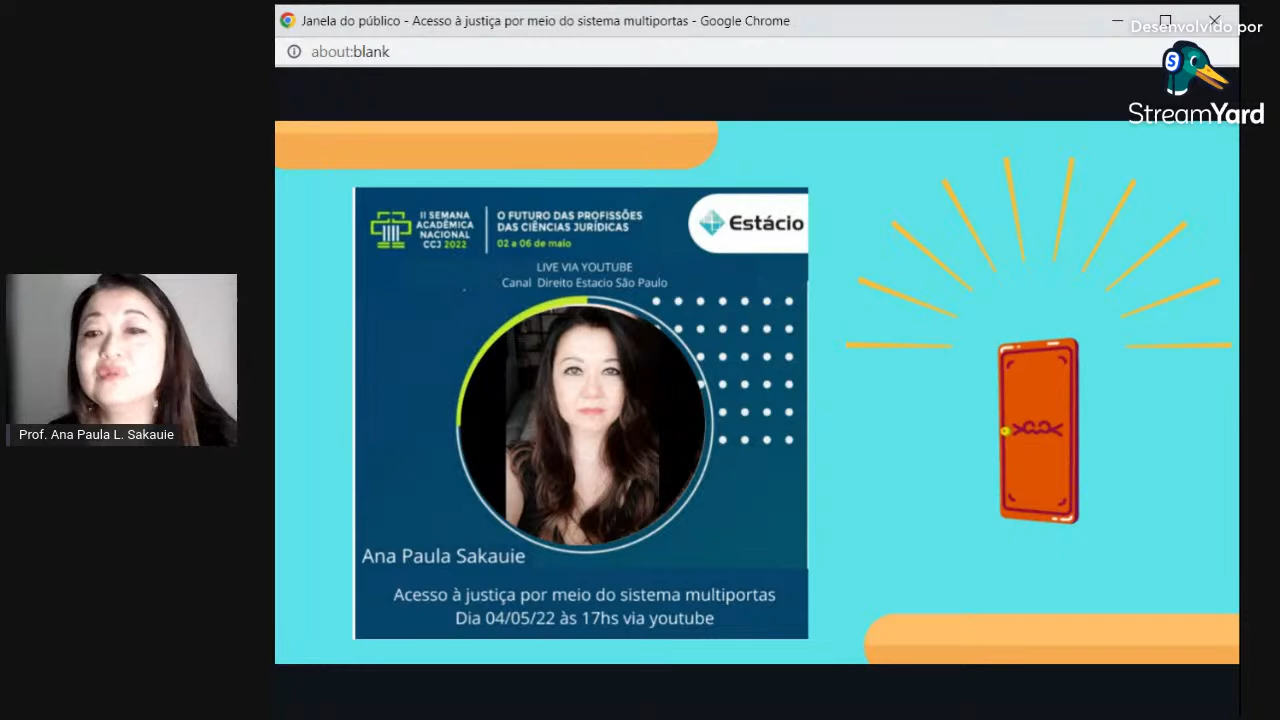 Janela do público - Acesso à justiça por meio do sistema multiportas - Google Chrome
about:blank
Desenvolvido por
StreamYard
II SEMANA
ACADÊMICA
NACIONAL
CCJ 2022
O FUTURO DAS PROFISSÕES
DAS CIÊNCIAS JURÍDICAS
02 a 06 de maio
Estácio
LIVE VIA YOUTUBE
Canal Direito Estacio São Paulo
Prof. Ana Paula L. Sakauie
Ana Paula Sakauie
Acesso à justiça por meio do sistema multiportas
Dia 04/05/22 às 17hs via youtube